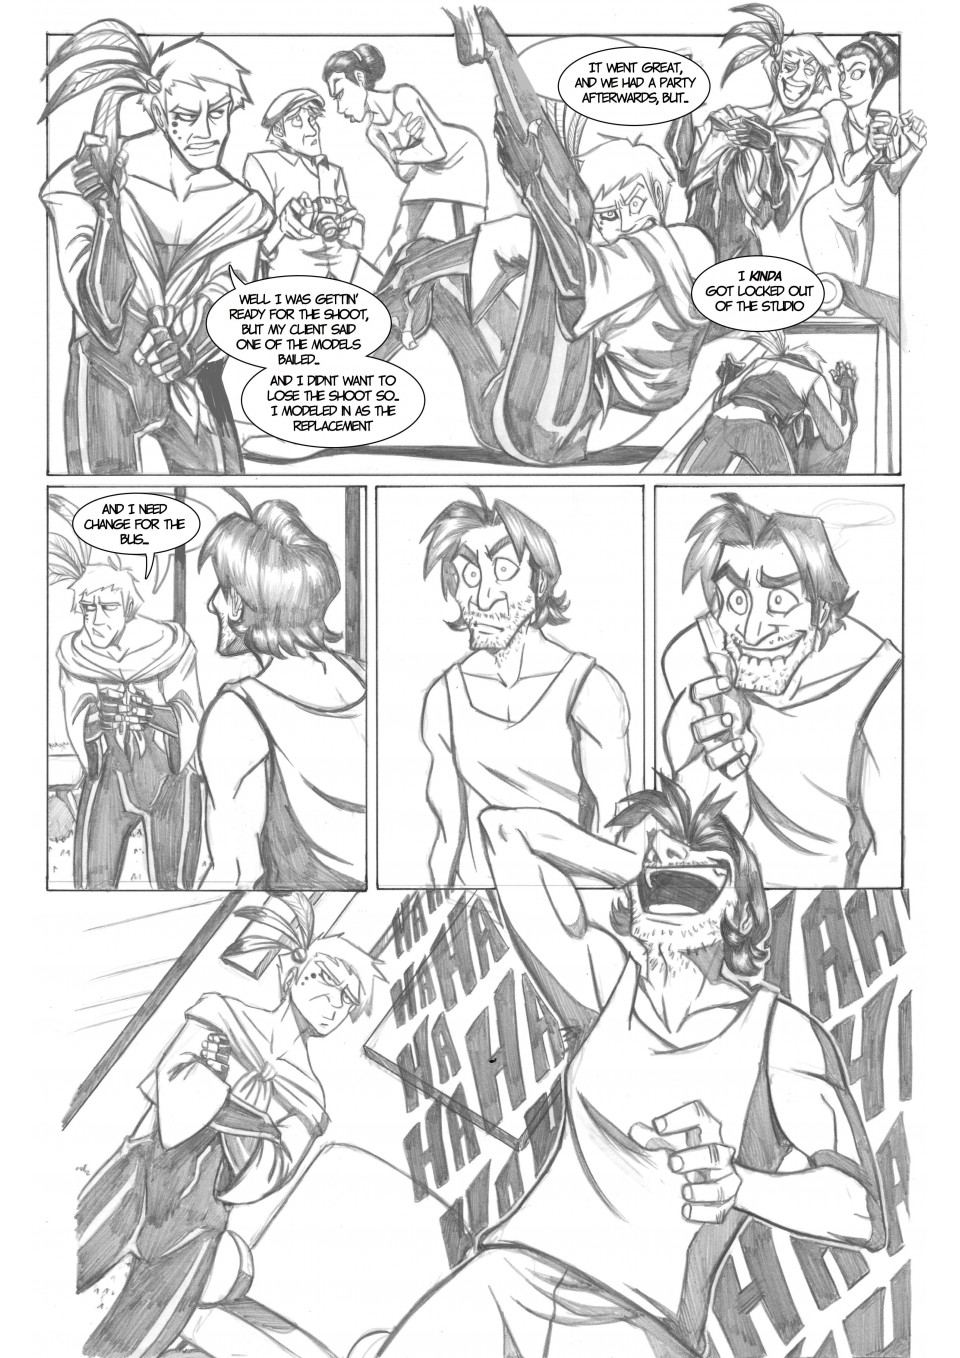 WELL I WAS GETTIN'
READY FOR THE SHOOT,
BUT MY CLIENT SAID
ONE OF THE MODELS
BAILED...
AND I DIDNT WANT TO
LOSE THE SHOOT SO...
I MODELED IN AS THE
REPLACEMENT
IT WENT GREAT,
AND WE HAD A PARTY
AFTERWARDS, BUT...
I KINDA
GOT LOCKED OUT
OF THE STUDIO
AND I NEED
CHANGE FOR THE
BUS...
HA HA
HA HA HA
HA HA HA
HA HA
HA HA
HA HA